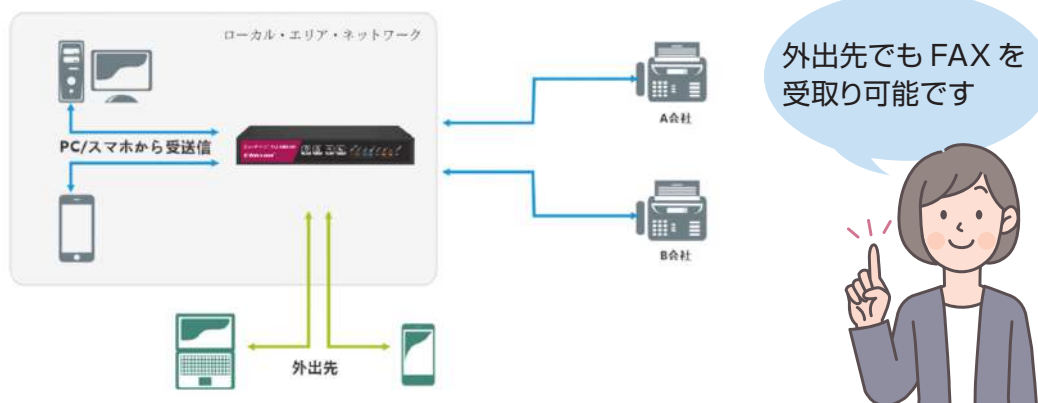 ローカル・エリア・ネットワーク
外出先でも FAX を
受取り可能です
A会社
PC/スマホから受送信
B会社
外出先